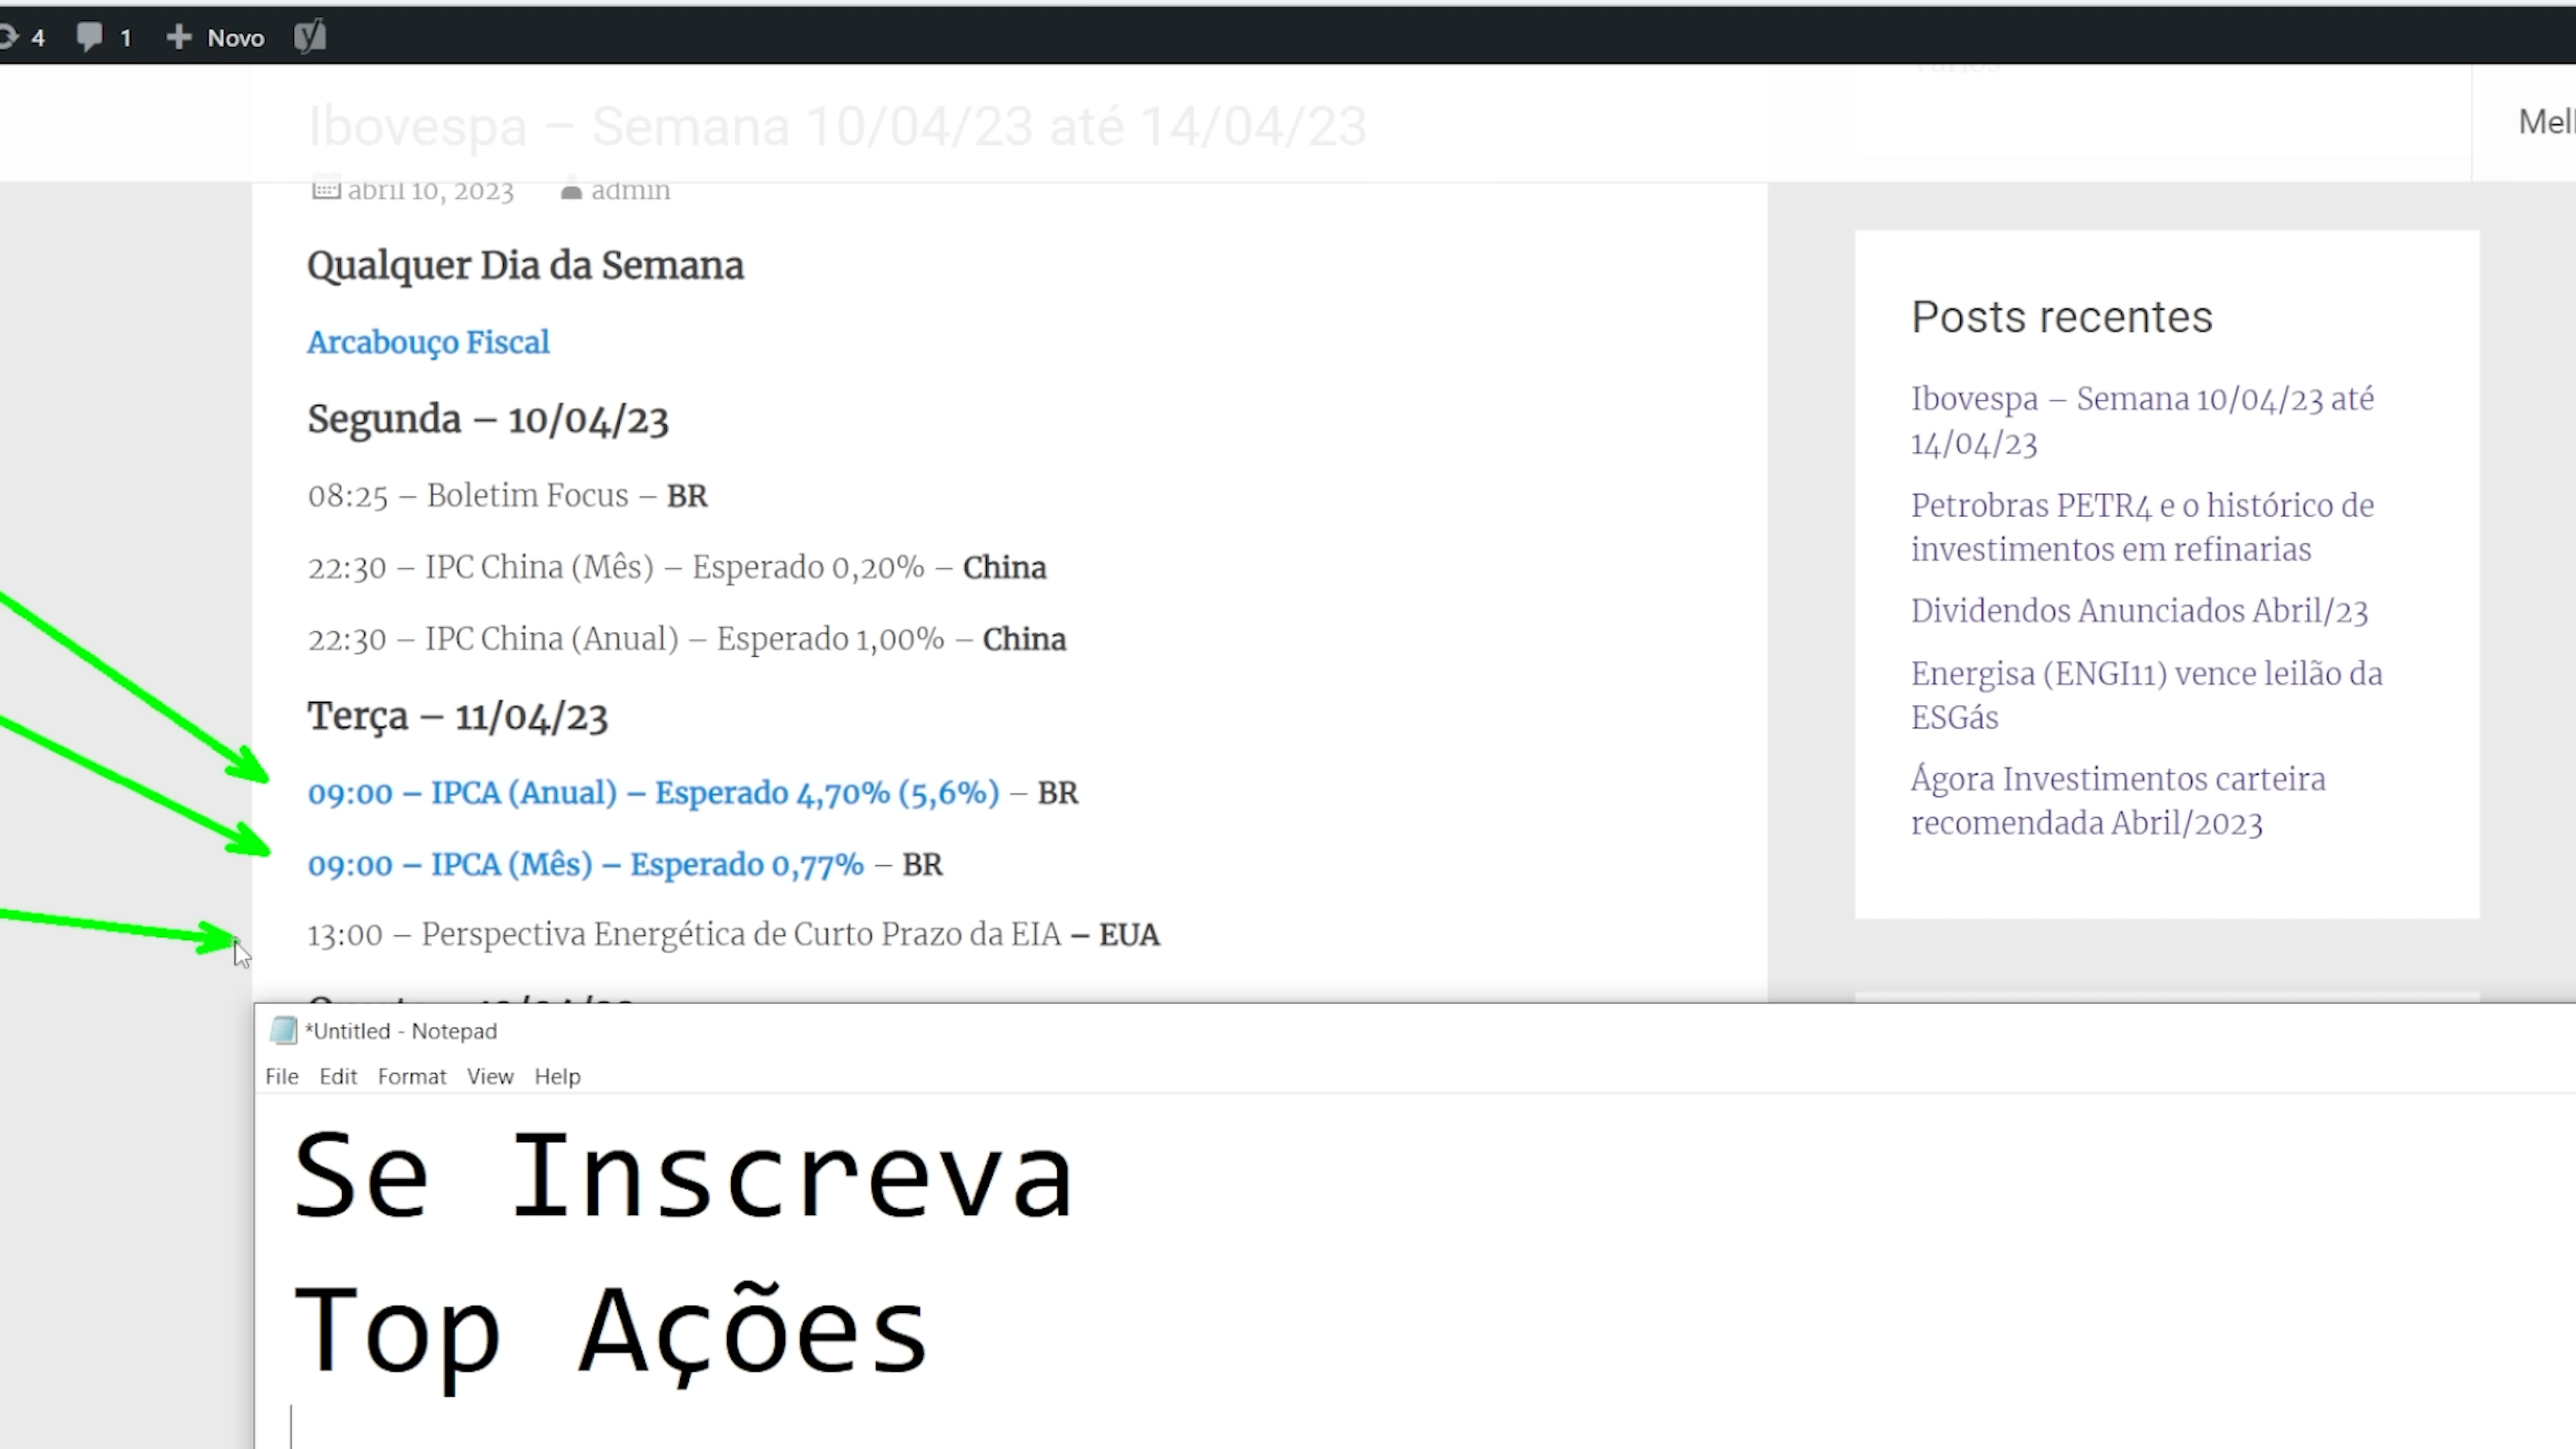 4 1 Novo
Ibovespa – Semana 10/04/23 até 14/04/23
abril 10, 2023 admin
Qualquer Dia da Semana
Arcabouço Fiscal
Segunda – 10/04/23
08:25 – Boletim Focus – BR
22:30 – IPC China (Mês) – Esperado 0,20% – China
22:30 – IPC China (Anual) – Esperado 1,00% – China
Terça – 11/04/23
09:00 – IPCA (Anual) – Esperado 4,70% (5,6%) – BR
09:00 – IPCA (Mês) – Esperado 0,77% – BR
13:00 – Perspectiva Energética de Curto Prazo da EIA – EUA
Posts recentes
Ibovespa – Semana 10/04/23 até
14/04/23
Petrobras PETR4 e o histórico de
investimentos em refinarias
Dividendos Anunciados Abril/23
Energisa (ENGI11) vence leilão da
ESGás
Ágora Investimentos carteira
recomendada Abril/2023
*Untitled - Notepad
File Edit Format View Help
Se Inscreva
Top Ações